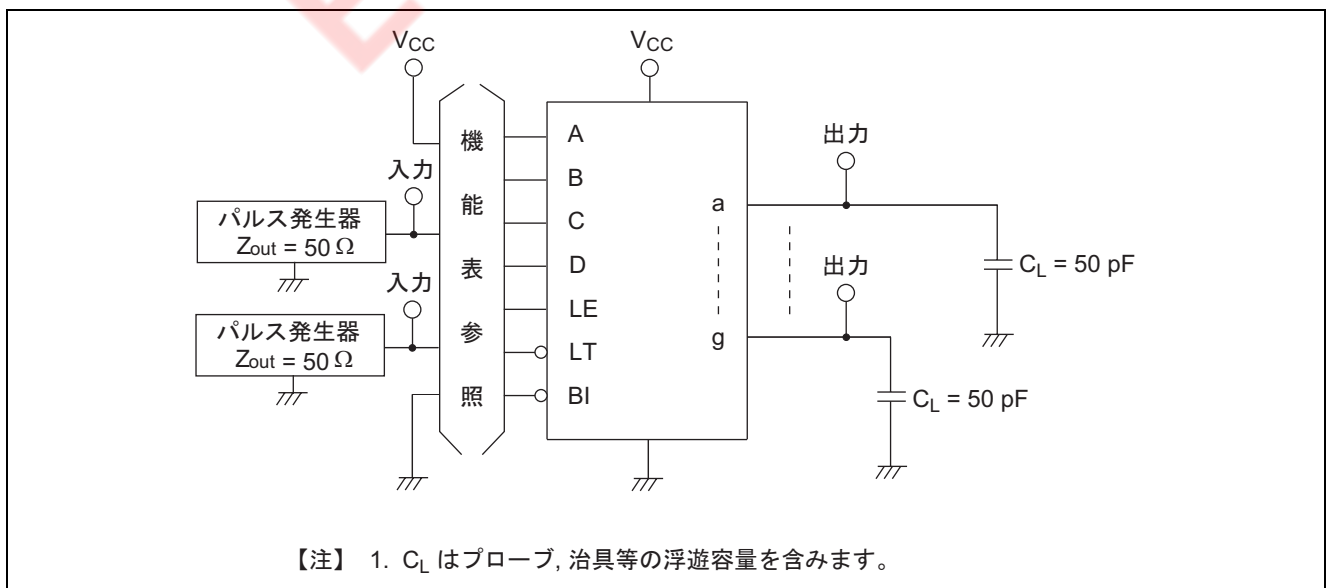 VCC
VCC
機能表参照
入力
パルス発生器
Zout = 50 Ω
入力
パルス発生器
Zout = 50 Ω
A
B
C
D
LE
LT
BI
a
g
出力
CL = 50 pF
出力
CL = 50 pF
【注】 1. CL はプローブ, 治具等の浮遊容量を含みます。